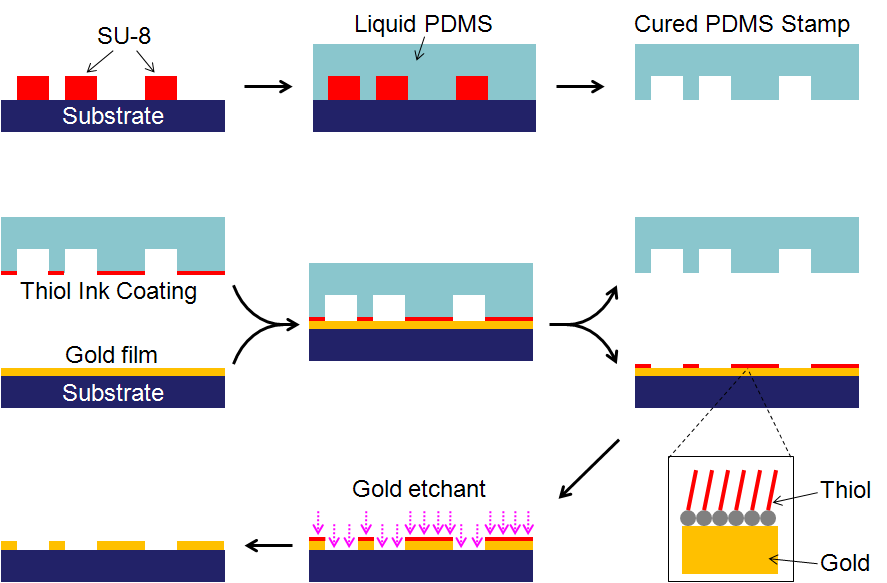 SU-8
Liquid PDMS
Cured PDMS Stamp
Substrate
Thiol Ink Coating
Gold film
Substrate
Gold etchant
Thiol
Gold